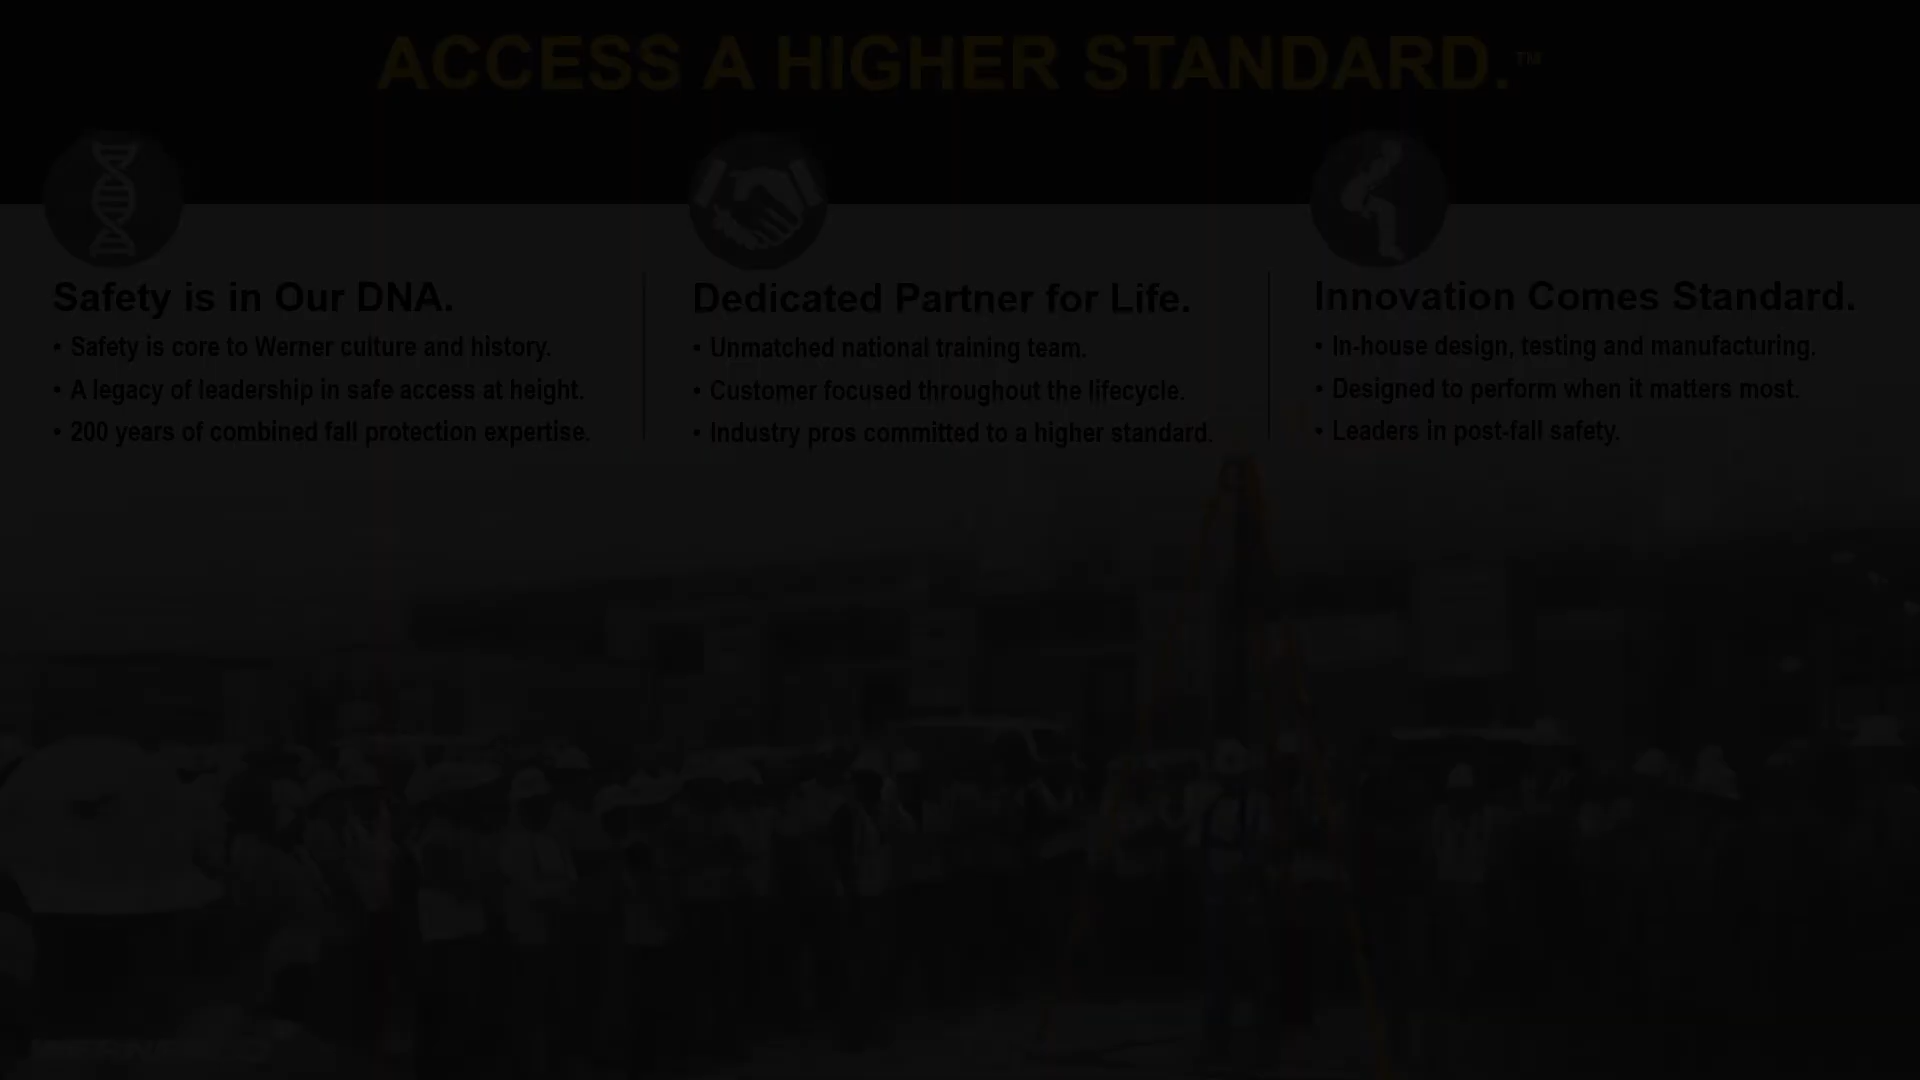 ACCESS A HIGHER STANDARD.™
Safety is in Our DNA.
• Safety is core to Werner culture and history.
• A legacy of leadership in safe access at height.
• 200 years of combined fall protection expertise.
Dedicated Partner for Life.
• Unmatched national training team.
• Customer focused throughout the lifecycle.
• Industry pros committed to a higher standard.
Innovation Comes Standard.
• In-house design, testing and manufacturing.
• Designed to perform when it matters most.
• Leaders in post-fall safety.